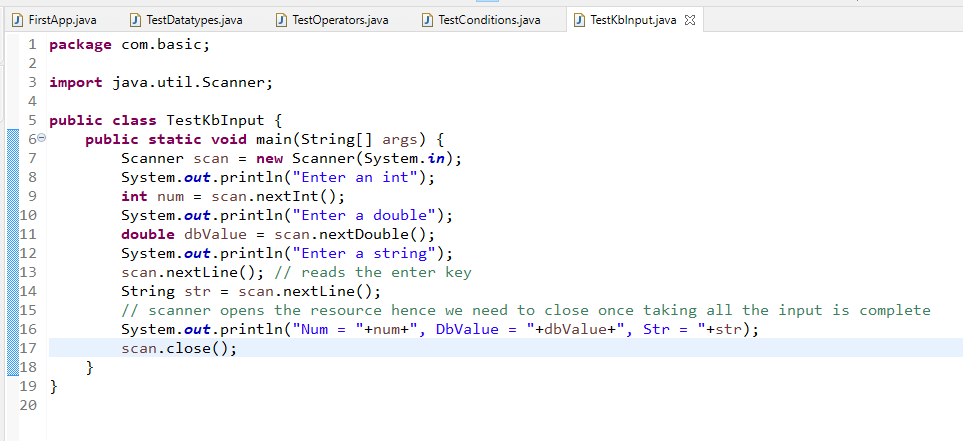 FirstApp.java TestDatatypes.java TestOperators.java TestConditions.java TestKbInput.java
1 package com.basic;
2
3 import java.util.Scanner;
4
5 public class TestKbInput {
6 public static void main(String[] args) {
7 Scanner scan = new Scanner(System.in);
8 System.out.println("Enter an int");
9 int num = scan.nextInt();
10 System.out.println("Enter a double");
11 double dbValue = scan.nextDouble();
12 System.out.println("Enter a string");
13 scan.nextLine(); // reads the enter key
14 String str = scan.nextLine();
15 // scanner opens the resource hence we need to close once taking all the input is complete
16 System.out.println("Num = "+num+", DbValue = "+dbValue+", Str = "+str);
17 scan.close();
18 }
19 }
20